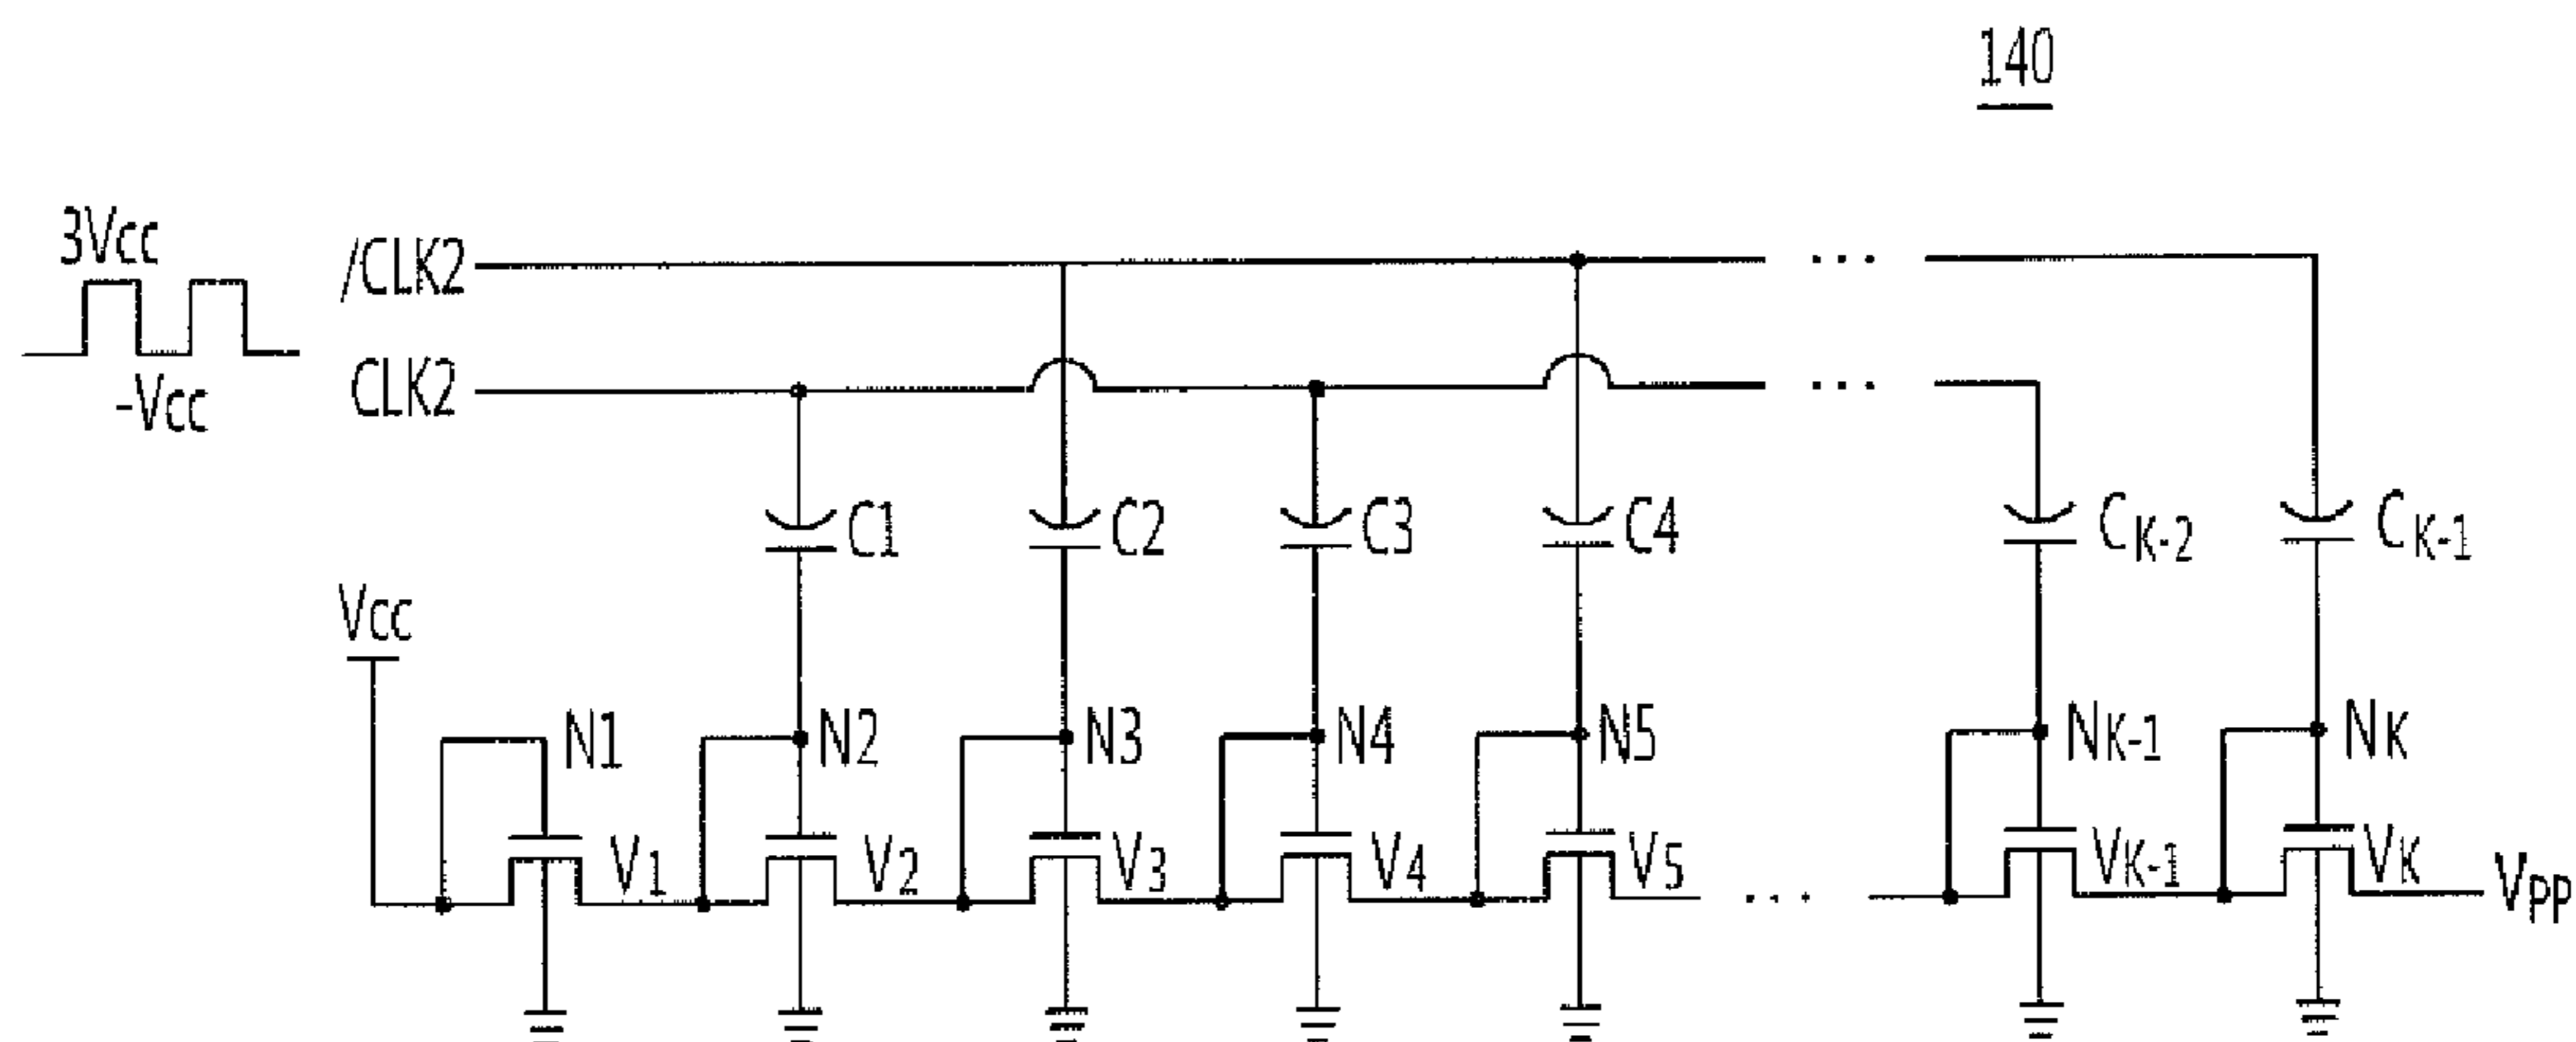 140
3Vcc
/CLK2
-Vcc
CLK2
C1
C2
C3
C4
CK-2
CK-1
Vcc
N1
N2
N3
N4
N5
NK-1
NK
V1
V2
V3
V4
V5
VK-1
VK
VPP
...
...
...